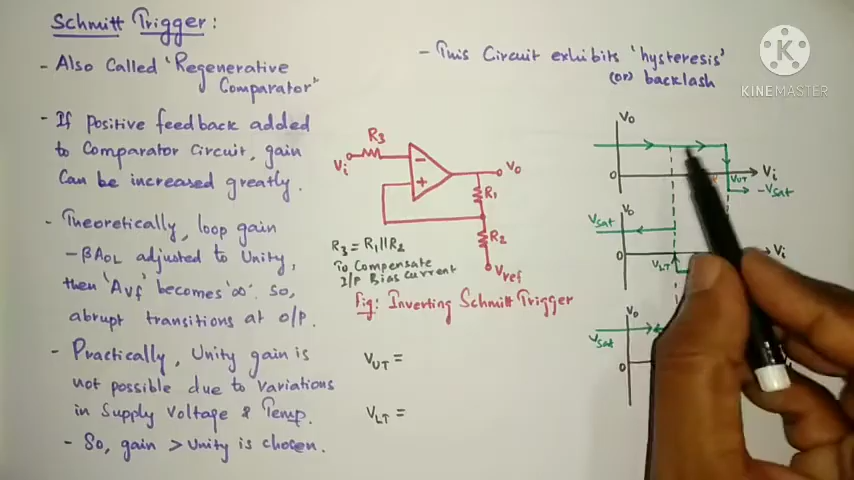 Schmitt Trigger:
- Also Called 'Regenerative
Comparator"
- If positive feedback added
to Comparator Circuit, gain
Can be increased greatly.
- Theoretically, loop gain
- βAOL adjusted to Unity,
then 'Avf' becomes '∞'. So,
abrupt transitions at O/P.
- Practically, Unity gain is
not possible due to variations
in Supply Voltage & Temp.
- So, gain > Unity is chosen.
- This Circuit exhibits 'hysteresis'
(or) backlash
K
KINEMASTER
R3
Vi
-
+
Vo
R1
R2
Vref
R3 = R1||R2
To Compensate
I/P Bias Current
Fig: Inverting Schmitt Trigger
VUT =
VLT =
Vo
0
Vi
VUT
-Vsat
Vo
Vsat
0
Vi
VLT
Vo
Vsat
0